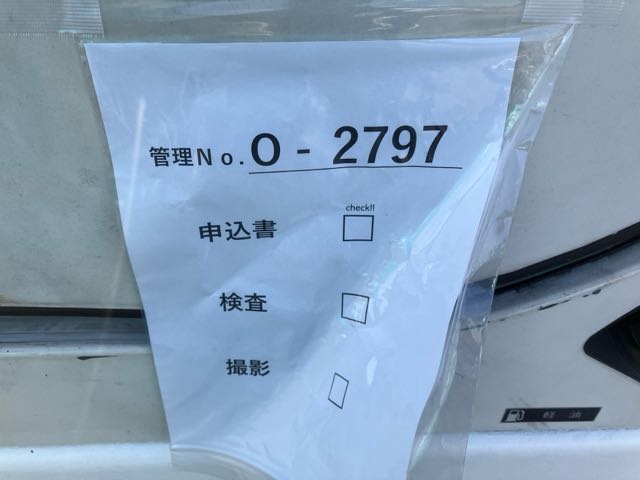 管理No. O - 2797
check!!
申込書
検査
撮影
軽油